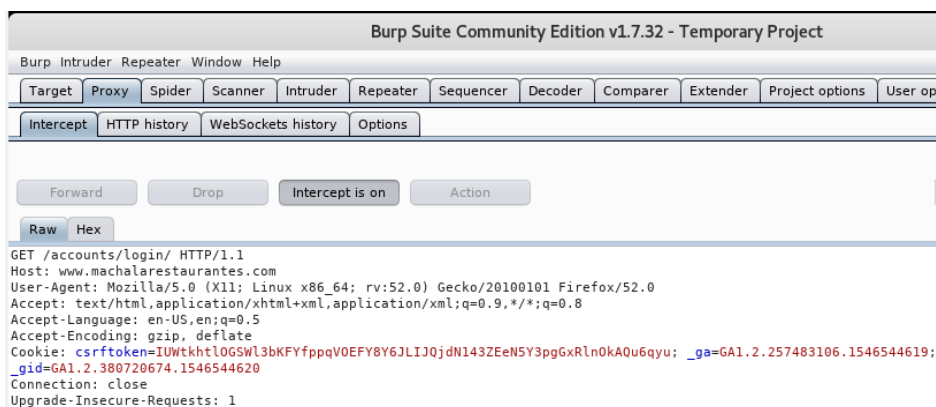 Burp Suite Community Edition v1.7.32 - Temporary Project
Burp Intruder Repeater Window Help
Target Proxy Spider Scanner Intruder Repeater Sequencer Decoder Comparer Extender Project options User op
Intercept HTTP history WebSockets history Options
Forward Drop Intercept is on Action
Raw Hex
GET /accounts/login/ HTTP/1.1
Host: www.machalarestaurantes.com
User-Agent: Mozilla/5.0 (X11; Linux x86_64; rv:52.0) Gecko/20100101 Firefox/52.0
Accept: text/html,application/xhtml+xml,application/xml;q=0.9,*/*;q=0.8
Accept-Language: en-US,en;q=0.5
Accept-Encoding: gzip, deflate
Cookie: csrftoken=IUWtkhtlOGSWl3bKFYfppqVOEFY8Y6JLIJQjdN143ZEeN5Y3pgGxRlnOkAQu6qyu; _ga=GA1.2.257483106.1546544619;
_gid=GA1.2.380720674.1546544620
Connection: close
Upgrade-Insecure-Requests: 1